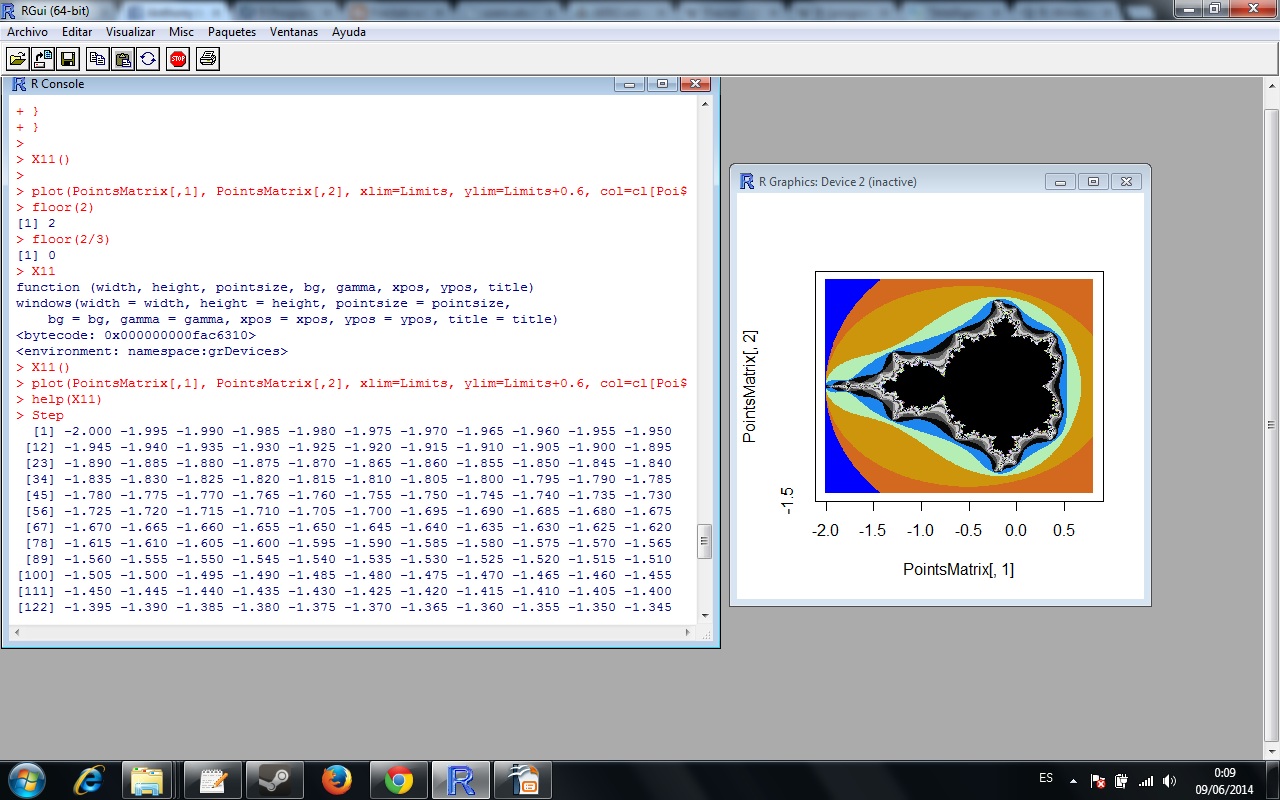 RGui (64-bit)
Archivo Editar Visualizar Misc Paquetes Ventanas Ayuda
STOP
R Console
+ }
+ }
>
> X11()
>
> plot(PointsMatrix[,1], PointsMatrix[,2], xlim=Limits, ylim=Limits+0.6, col=cl[Poi$
> floor(2)
[1] 2
> floor(2/3)
[1] 0
> X11
function (width, height, pointsize, bg, gamma, xpos, ypos, title)
windows(width = width, height = height, pointsize = pointsize,
bg = bg, gamma = gamma, xpos = xpos, ypos = ypos, title = title)
<bytecode: 0x000000000fac6310>
<environment: namespace:grDevices>
> X11()
> plot(PointsMatrix[,1], PointsMatrix[,2], xlim=Limits, ylim=Limits+0.6, col=cl[Poi$
> help(X11)
> Step
[1] -2.000 -1.995 -1.990 -1.985 -1.980 -1.975 -1.970 -1.965 -1.960 -1.955 -1.950
[12] -1.945 -1.940 -1.935 -1.930 -1.925 -1.920 -1.915 -1.910 -1.905 -1.900 -1.895
[23] -1.890 -1.885 -1.880 -1.875 -1.870 -1.865 -1.860 -1.855 -1.850 -1.845 -1.840
[34] -1.835 -1.830 -1.825 -1.820 -1.815 -1.810 -1.805 -1.800 -1.795 -1.790 -1.785
[45] -1.780 -1.775 -1.770 -1.765 -1.760 -1.755 -1.750 -1.745 -1.740 -1.735 -1.730
[56] -1.725 -1.720 -1.715 -1.710 -1.705 -1.700 -1.695 -1.690 -1.685 -1.680 -1.675
[67] -1.670 -1.665 -1.660 -1.655 -1.650 -1.645 -1.640 -1.635 -1.630 -1.625 -1.620
[78] -1.615 -1.610 -1.605 -1.600 -1.595 -1.590 -1.585 -1.580 -1.575 -1.570 -1.565
[89] -1.560 -1.555 -1.550 -1.545 -1.540 -1.535 -1.530 -1.525 -1.520 -1.515 -1.510
[100] -1.505 -1.500 -1.495 -1.490 -1.485 -1.480 -1.475 -1.470 -1.465 -1.460 -1.455
[111] -1.450 -1.445 -1.440 -1.435 -1.430 -1.425 -1.420 -1.415 -1.410 -1.405 -1.400
[122] -1.395 -1.390 -1.385 -1.380 -1.375 -1.370 -1.365 -1.360 -1.355 -1.350 -1.345
R Graphics: Device 2 (inactive)
PointsMatrix[, 2]
-1.5
-2.0 -1.5 -1.0 -0.5 0.0 0.5
PointsMatrix[, 1]
ES
0:09
09/06/2014